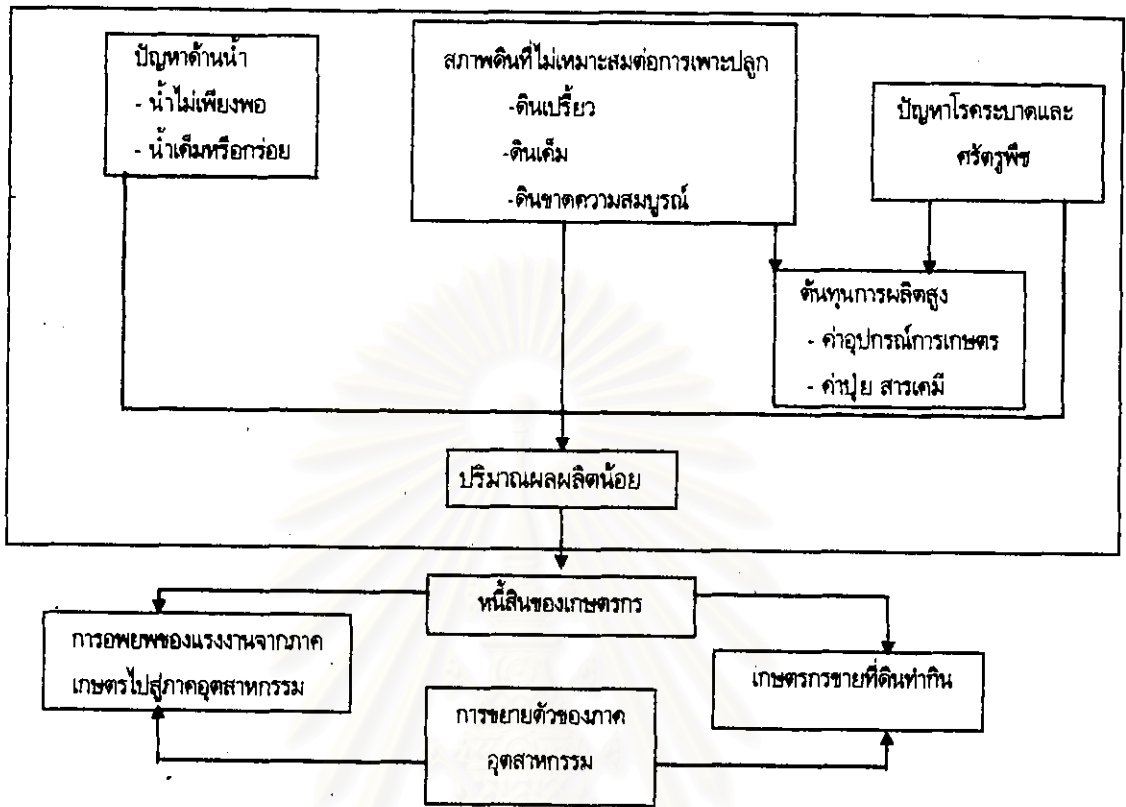 ปัญหาด้านน้ำ
- น้ำไม่เพียงพอ
- น้ำเค็มหรือกร่อย
สภาพดินที่ไม่เหมาะสมต่อการเพาะปลูก
-ดินเปรี้ยว
-ดินเค็ม
-ดินขาดความสมบูรณ์
ปัญหาโรคระบาดและ
ศรัตรูพืช
ต้นทุนการผลิตสูง
- ค่าอุปกรณ์การเกษตร
- ค่าปุ๋ย สารเคมี
ปริมาณผลผลิตน้อย
หนี้สินของเกษตรกร
การอพยพของแรงงานจากภาค
เกษตรไปสู่ภาคอุตสาหกรรม
เกษตรกรขายที่ดินทำกิน
การขยายตัวของภาค
อุตสาหกรรม